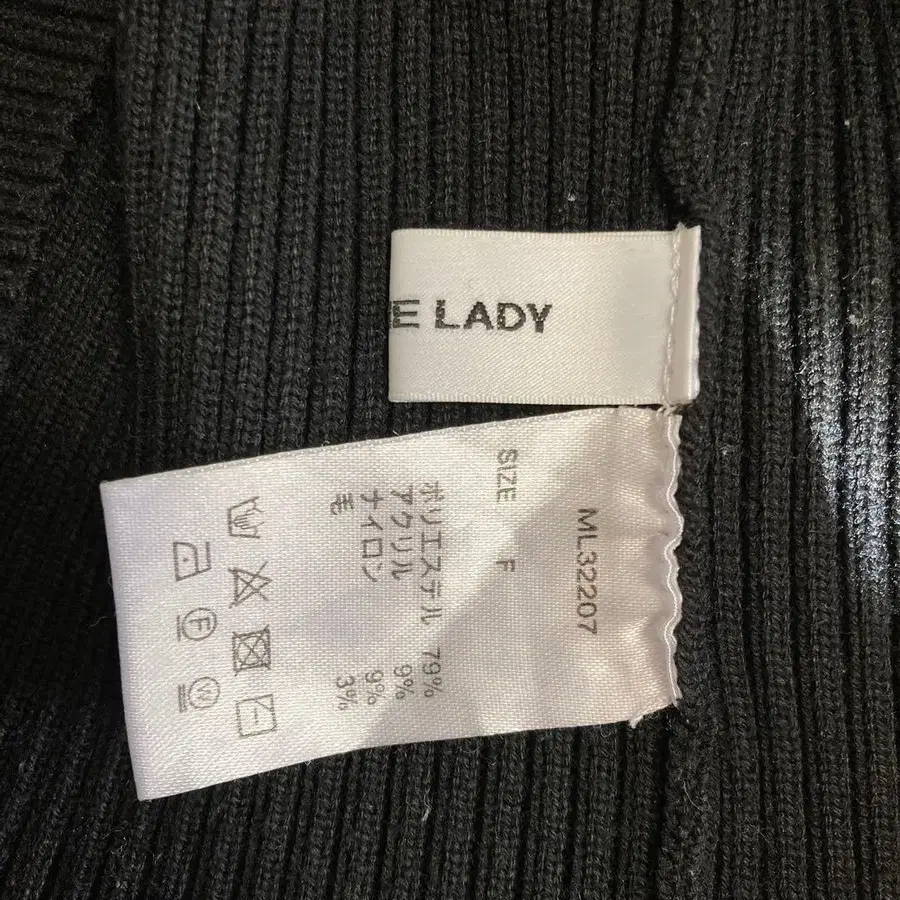 E LADY
ML32207
SIZE F
ポリエステル 79%
アクリル 9%
ナイロン 9%
毛 3%
F
W